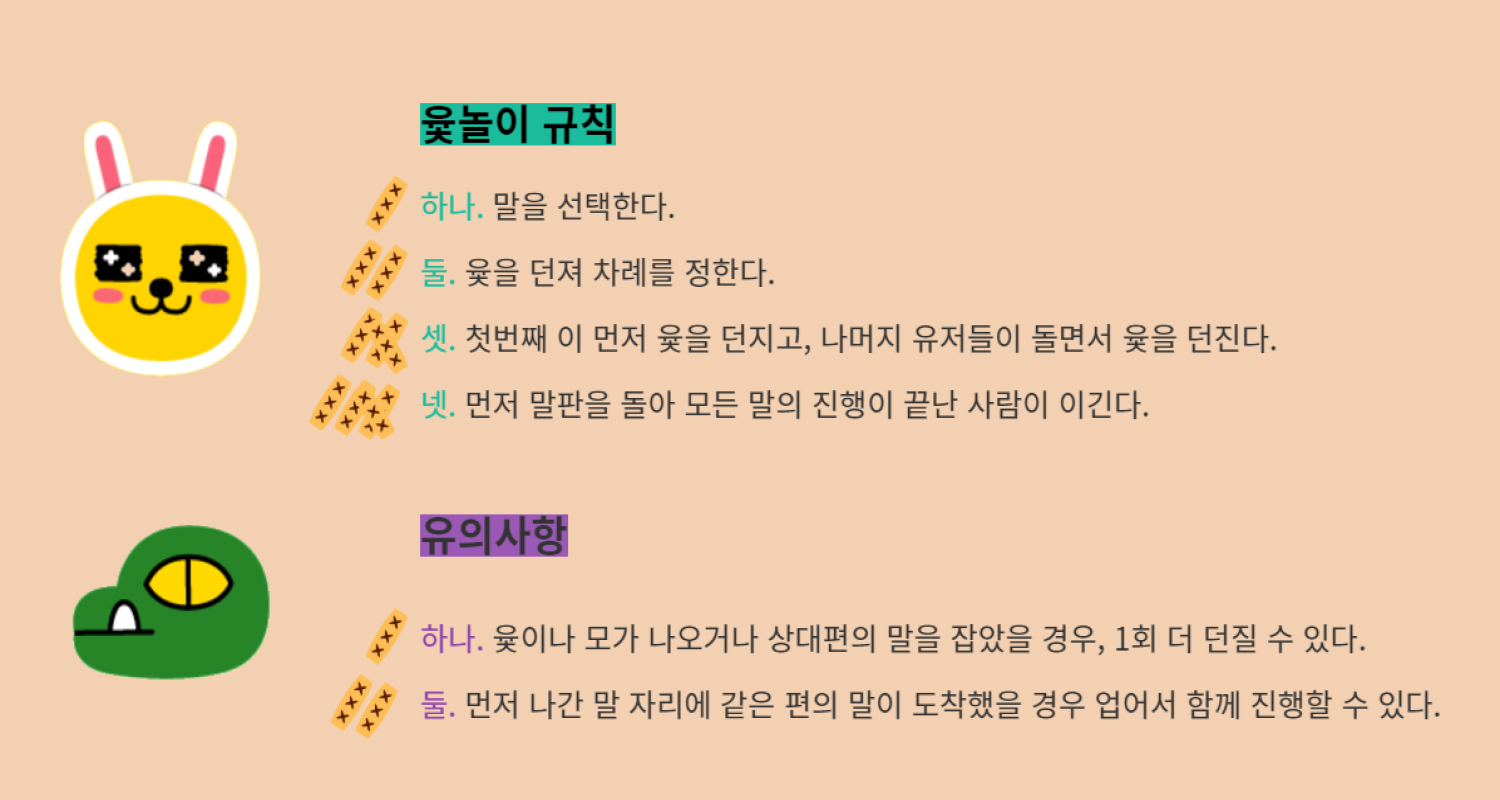 윷놀이 규칙
하나. 말을 선택한다.
둘. 윷을 던져 차례를 정한다.
셋. 첫번째 이 먼저 윷을 던지고, 나머지 유저들이 돌면서 윷을 던진다.
넷. 먼저 말판을 돌아 모든 말의 진행이 끝난 사람이 이긴다.
유의사항
하나. 윷이나 모가 나오거나 상대편의 말을 잡았을 경우, 1회 더 던질 수 있다.
둘. 먼저 나간 말 자리에 같은 편의 말이 도착했을 경우 업어서 함께 진행할 수 있다.